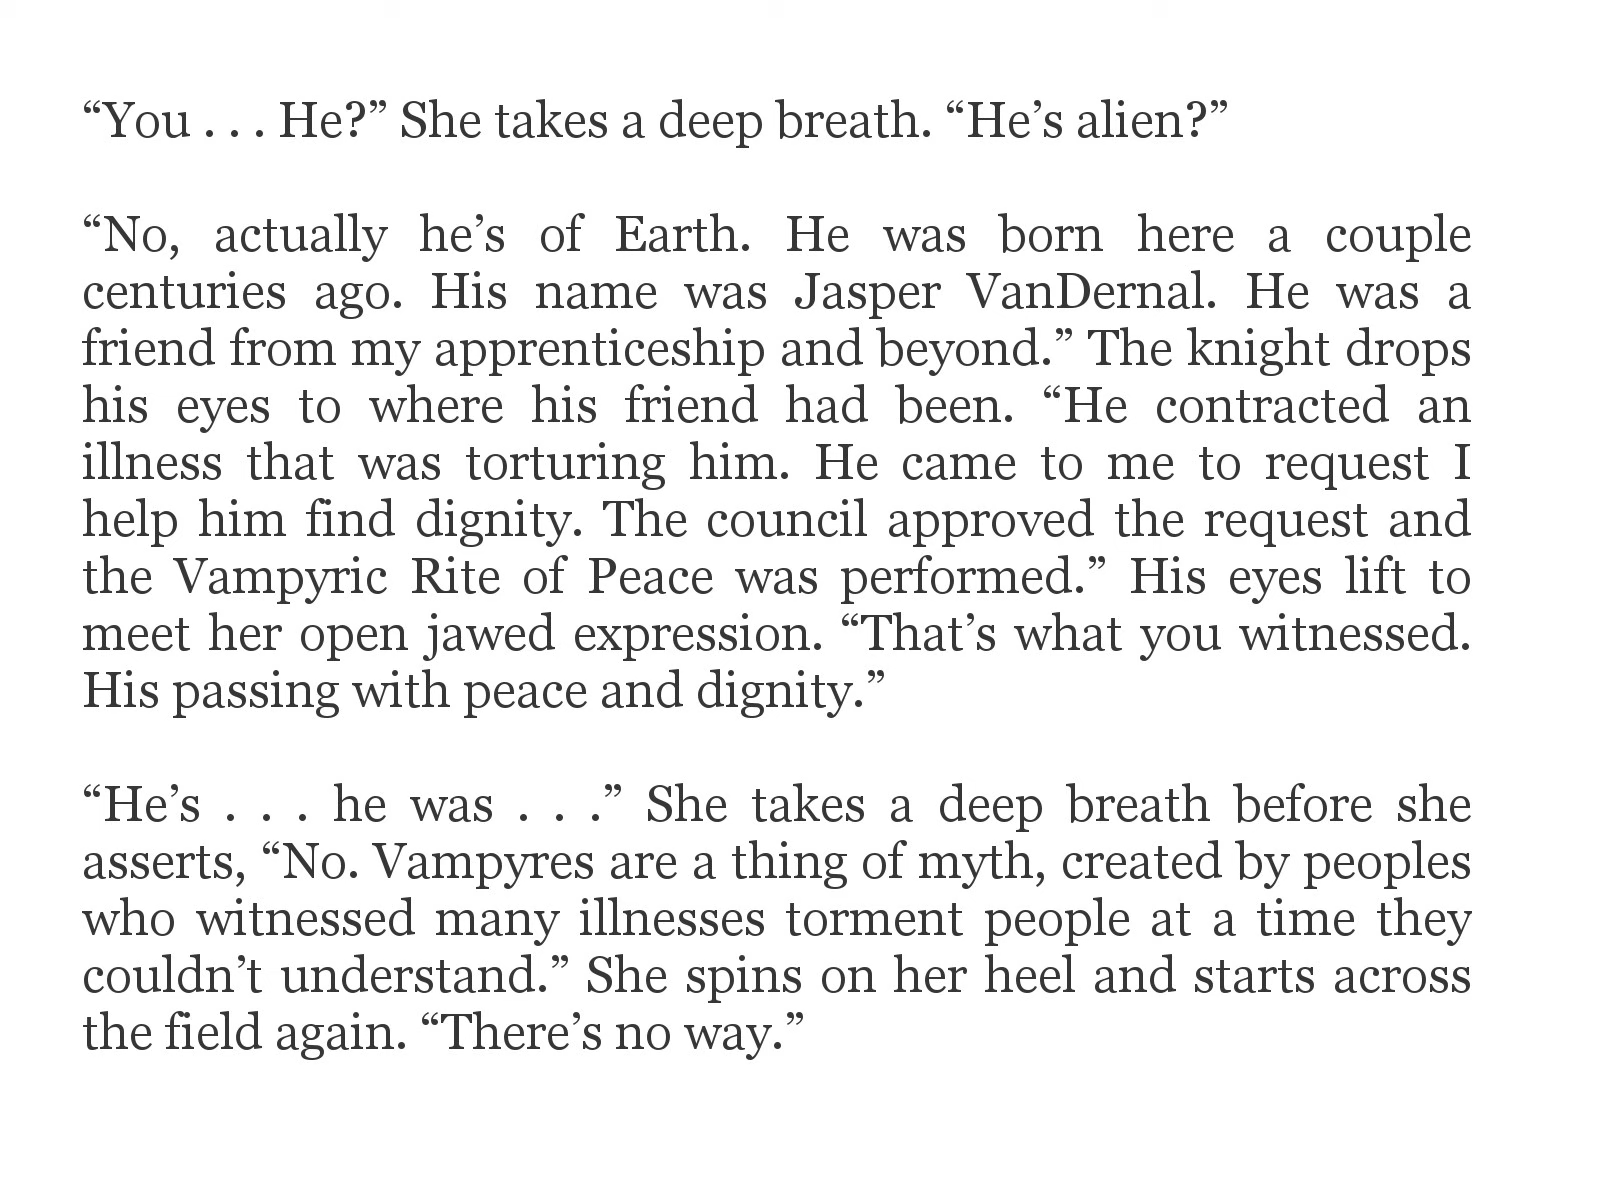 “You . . . He?” She takes a deep breath. “He’s alien?”
“No, actually he’s of Earth. He was born here a couple
centuries ago. His name was Jasper VanDernal. He was a
friend from my apprenticeship and beyond.” The knight drops
his eyes to where his friend had been. “He contracted an
illness that was torturing him. He came to me to request I
help him find dignity. The council approved the request and
the Vampyric Rite of Peace was performed.” His eyes lift to
meet her open jawed expression. “That’s what you witnessed.
His passing with peace and dignity.”
“He’s . . . he was . . .” She takes a deep breath before she
asserts, “No. Vampyres are a thing of myth, created by peoples
who witnessed many illnesses torment people at a time they
couldn’t understand.” She spins on her heel and starts across
the field again. “There’s no way.”